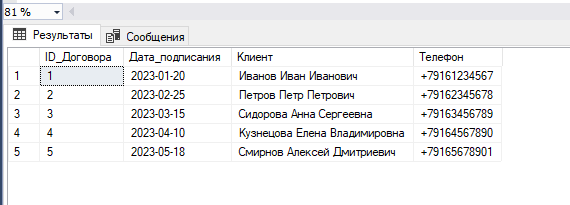 81 %
Результаты Сообщения
ID_Договора Дата_подписания Клиент Телефон
1 1 2023-01-20 Иванов Иван Иванович +79161234567
2 2 2023-02-25 Петров Петр Петрович +79162345678
3 3 2023-03-15 Сидорова Анна Сергеевна +79163456789
4 4 2023-04-10 Кузнецова Елена Владимировна +79164567890
5 5 2023-05-18 Смирнов Алексей Дмитриевич +79165678901